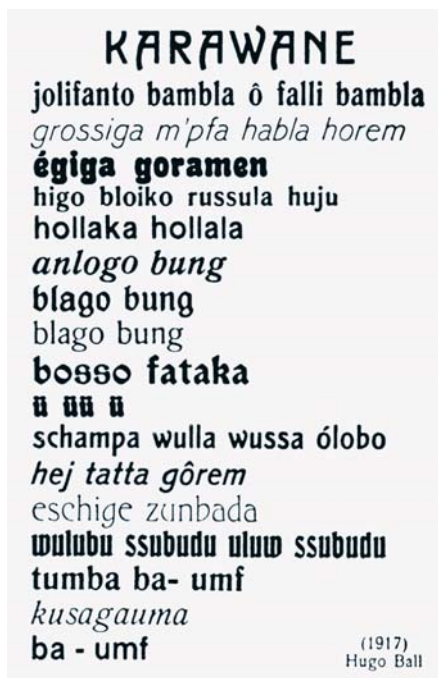 KARAWANE
jolifanto bambla ô falli bambla
grossiga m'pfa habla horem
égiga goramen
higo bloiko russula huju
hollaka hollala
anlogo bung
blago bung
blago bung
bosso fataka
ü üü ü
schampa wulla wussa ólobo
hej tatta gôrem
eschige zunbada
wulubu ssubudu uluw ssubudu
tumba ba- umf
kusagauma
ba - umf
(1917)
Hugo Ball